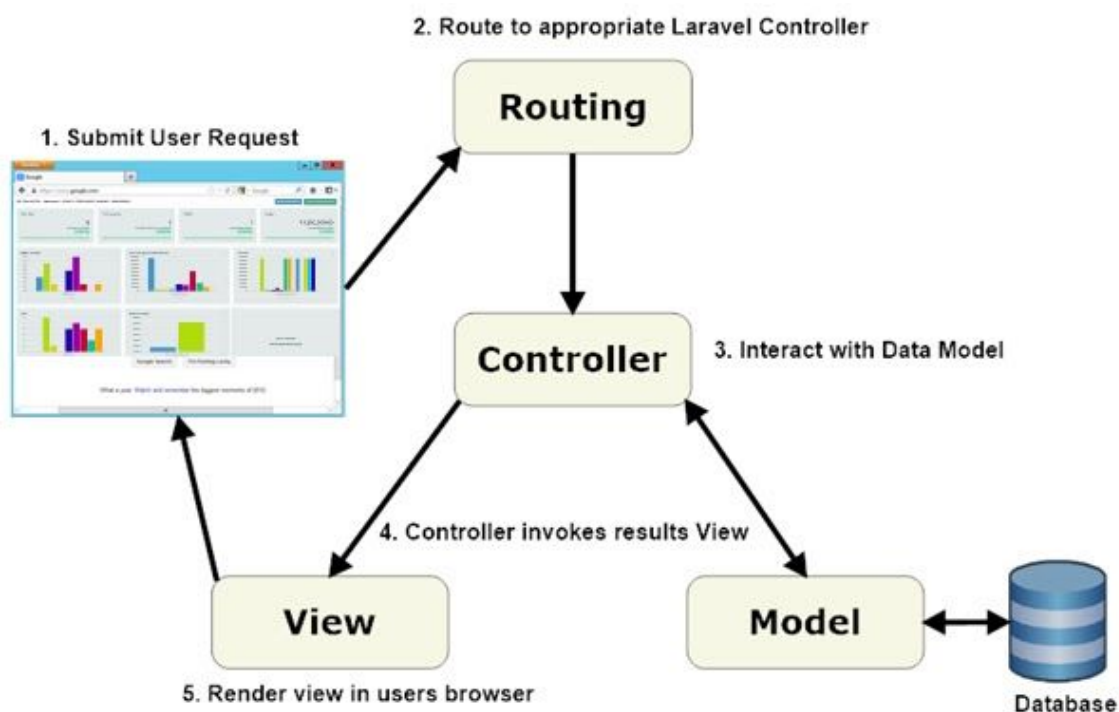 2. Route to appropriate Laravel Controller
Routing
1. Submit User Request
Google
Controller
3. Interact with Data Model
4. Controller invokes results View
View
Model
5. Render view in users browser
Database